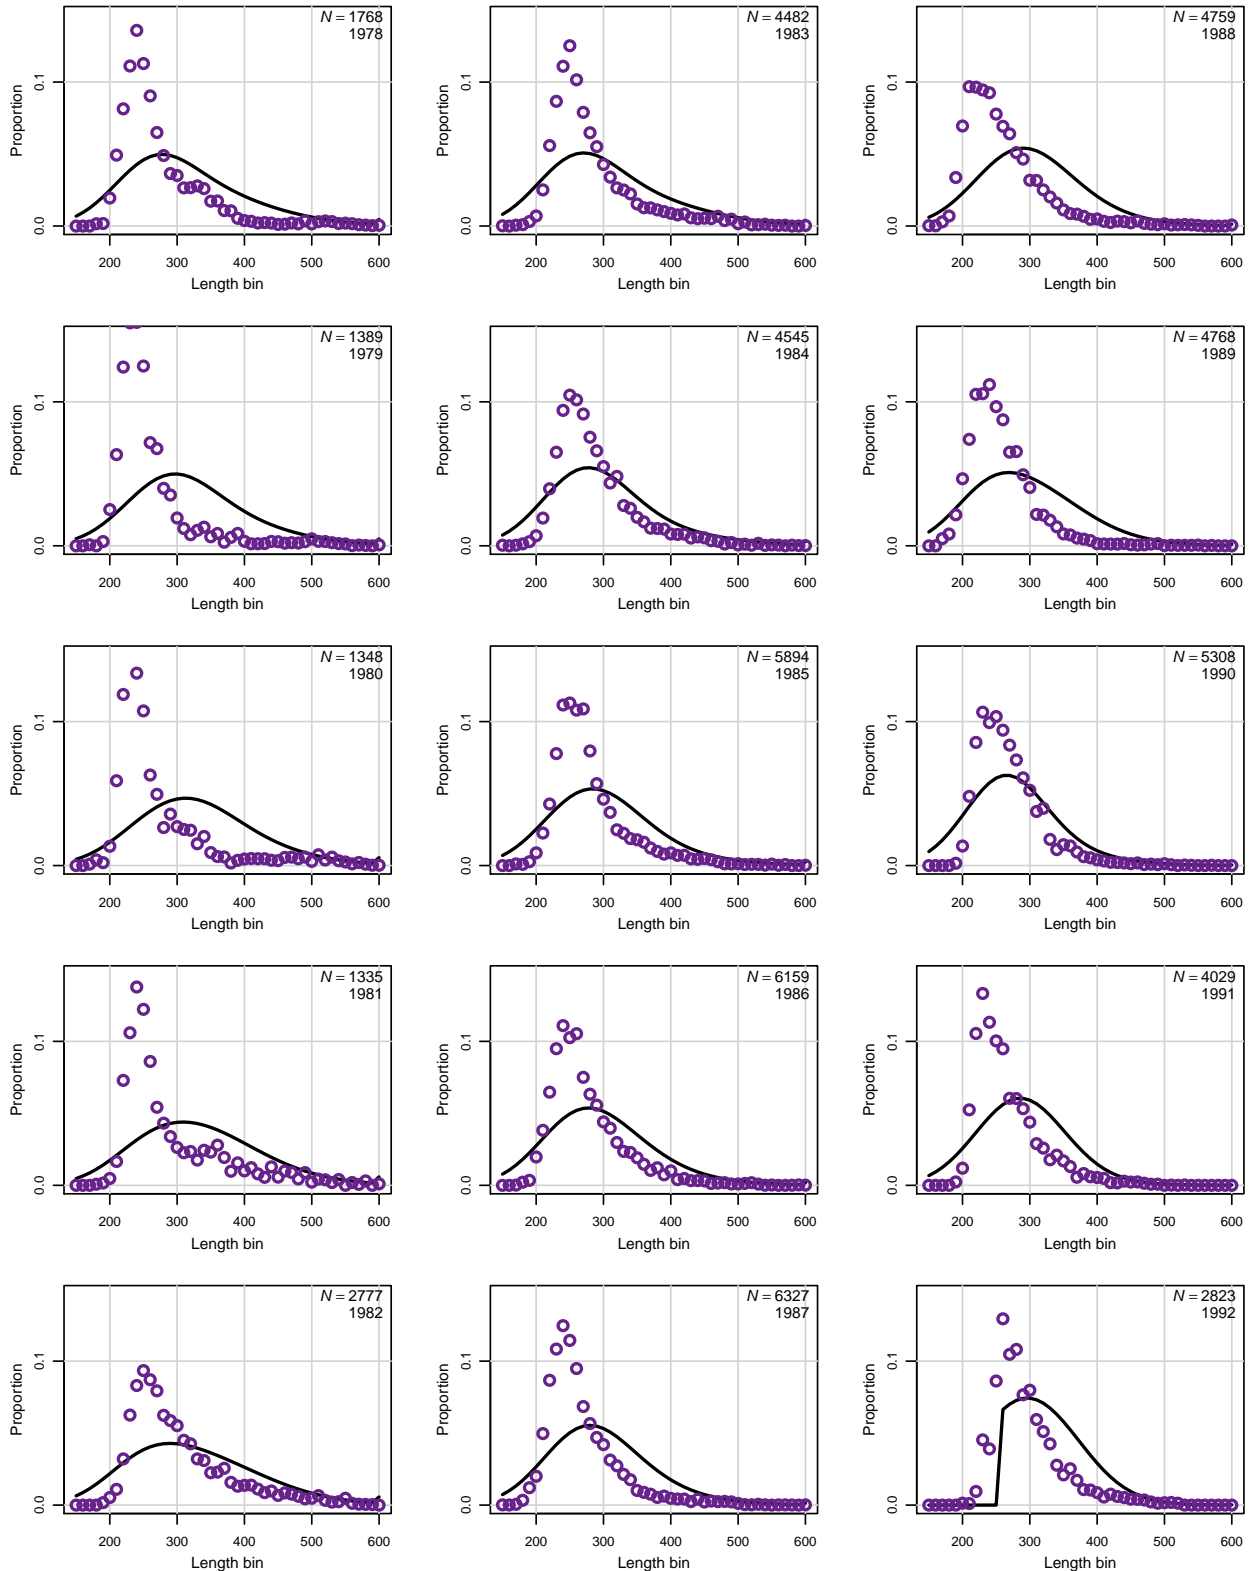 N = 1768
1978
Proportion
0.0
0.1
200 300 400 500 600
Length bin
N = 4482
1983
Proportion
0.0
0.1
200 300 400 500 600
Length bin
N = 4759
1988
Proportion
0.0
0.1
200 300 400 500 600
Length bin
N = 1389
1979
Proportion
0.0
0.1
200 300 400 500 600
Length bin
N = 4545
1984
Proportion
0.0
0.1
200 300 400 500 600
Length bin
N = 4768
1989
Proportion
0.0
0.1
200 300 400 500 600
Length bin
N = 1348
1980
Proportion
0.0
0.1
200 300 400 500 600
Length bin
N = 5894
1985
Proportion
0.0
0.1
200 300 400 500 600
Length bin
N = 5308
1990
Proportion
0.0
0.1
200 300 400 500 600
Length bin
N = 1335
1981
Proportion
0.0
0.1
200 300 400 500 600
Length bin
N = 6159
1986
Proportion
0.0
0.1
200 300 400 500 600
Length bin
N = 4029
1991
Proportion
0.0
0.1
200 300 400 500 600
Length bin
N = 2777
1982
Proportion
0.0
0.1
200 300 400 500 600
Length bin
N = 6327
1987
Proportion
0.0
0.1
200 300 400 500 600
Length bin
N = 2823
1992
Proportion
0.0
0.1
200 300 400 500 600
Length bin